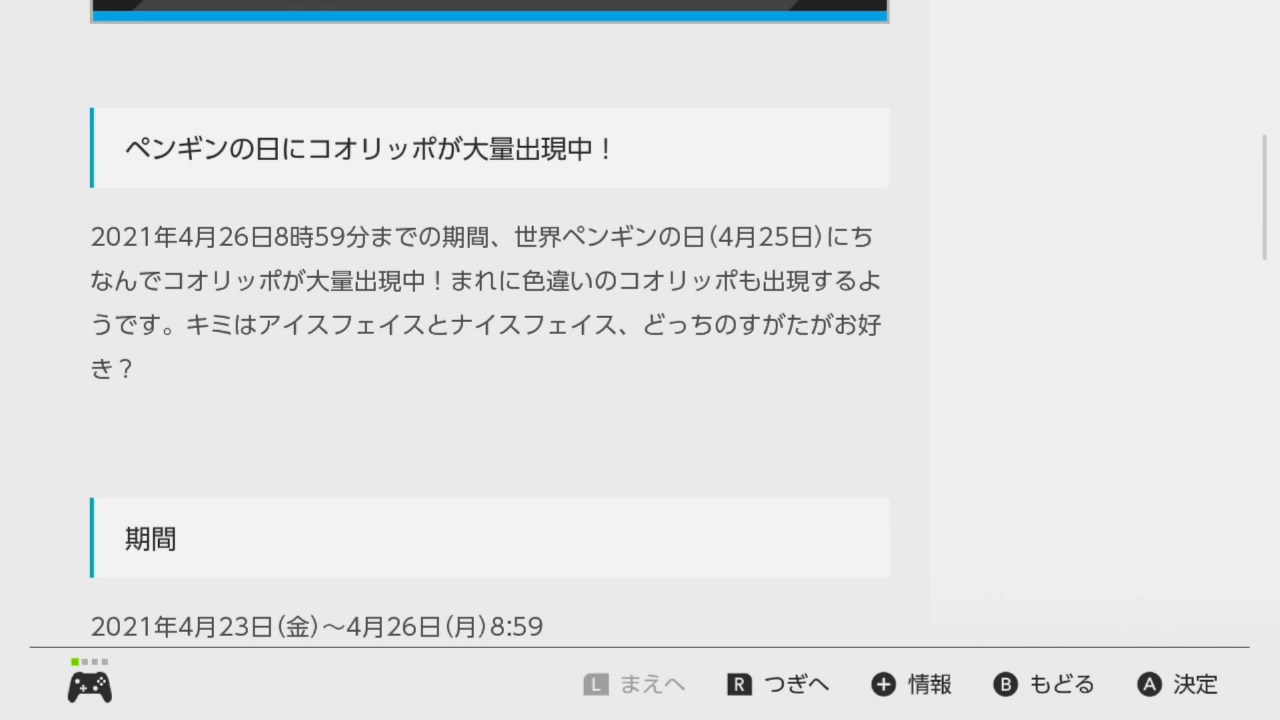 ペンギンの日にコオリッポが大量出現中！
2021年4月26日8時59分までの期間、世界ペンギンの日(4月25日)にち
なんでコオリッポが大量出現中！まれに色違いのコオリッポも出現するよ
うです。キミはアイスフェイスとナイスフェイス、どっちのすがたがお好
き？
期間
2021年4月23日(金)～4月26日(月)8:59
L まえへ R つぎへ + 情報 B もどる A 決定